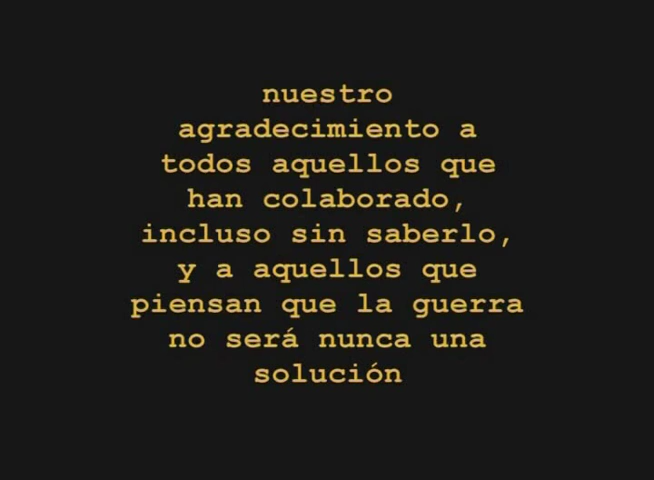 nuestro
agradecimiento a
todos aquellos que
han colaborado,
incluso sin saberlo,
y a aquellos que
piensan que la guerra
no será nunca una
solución